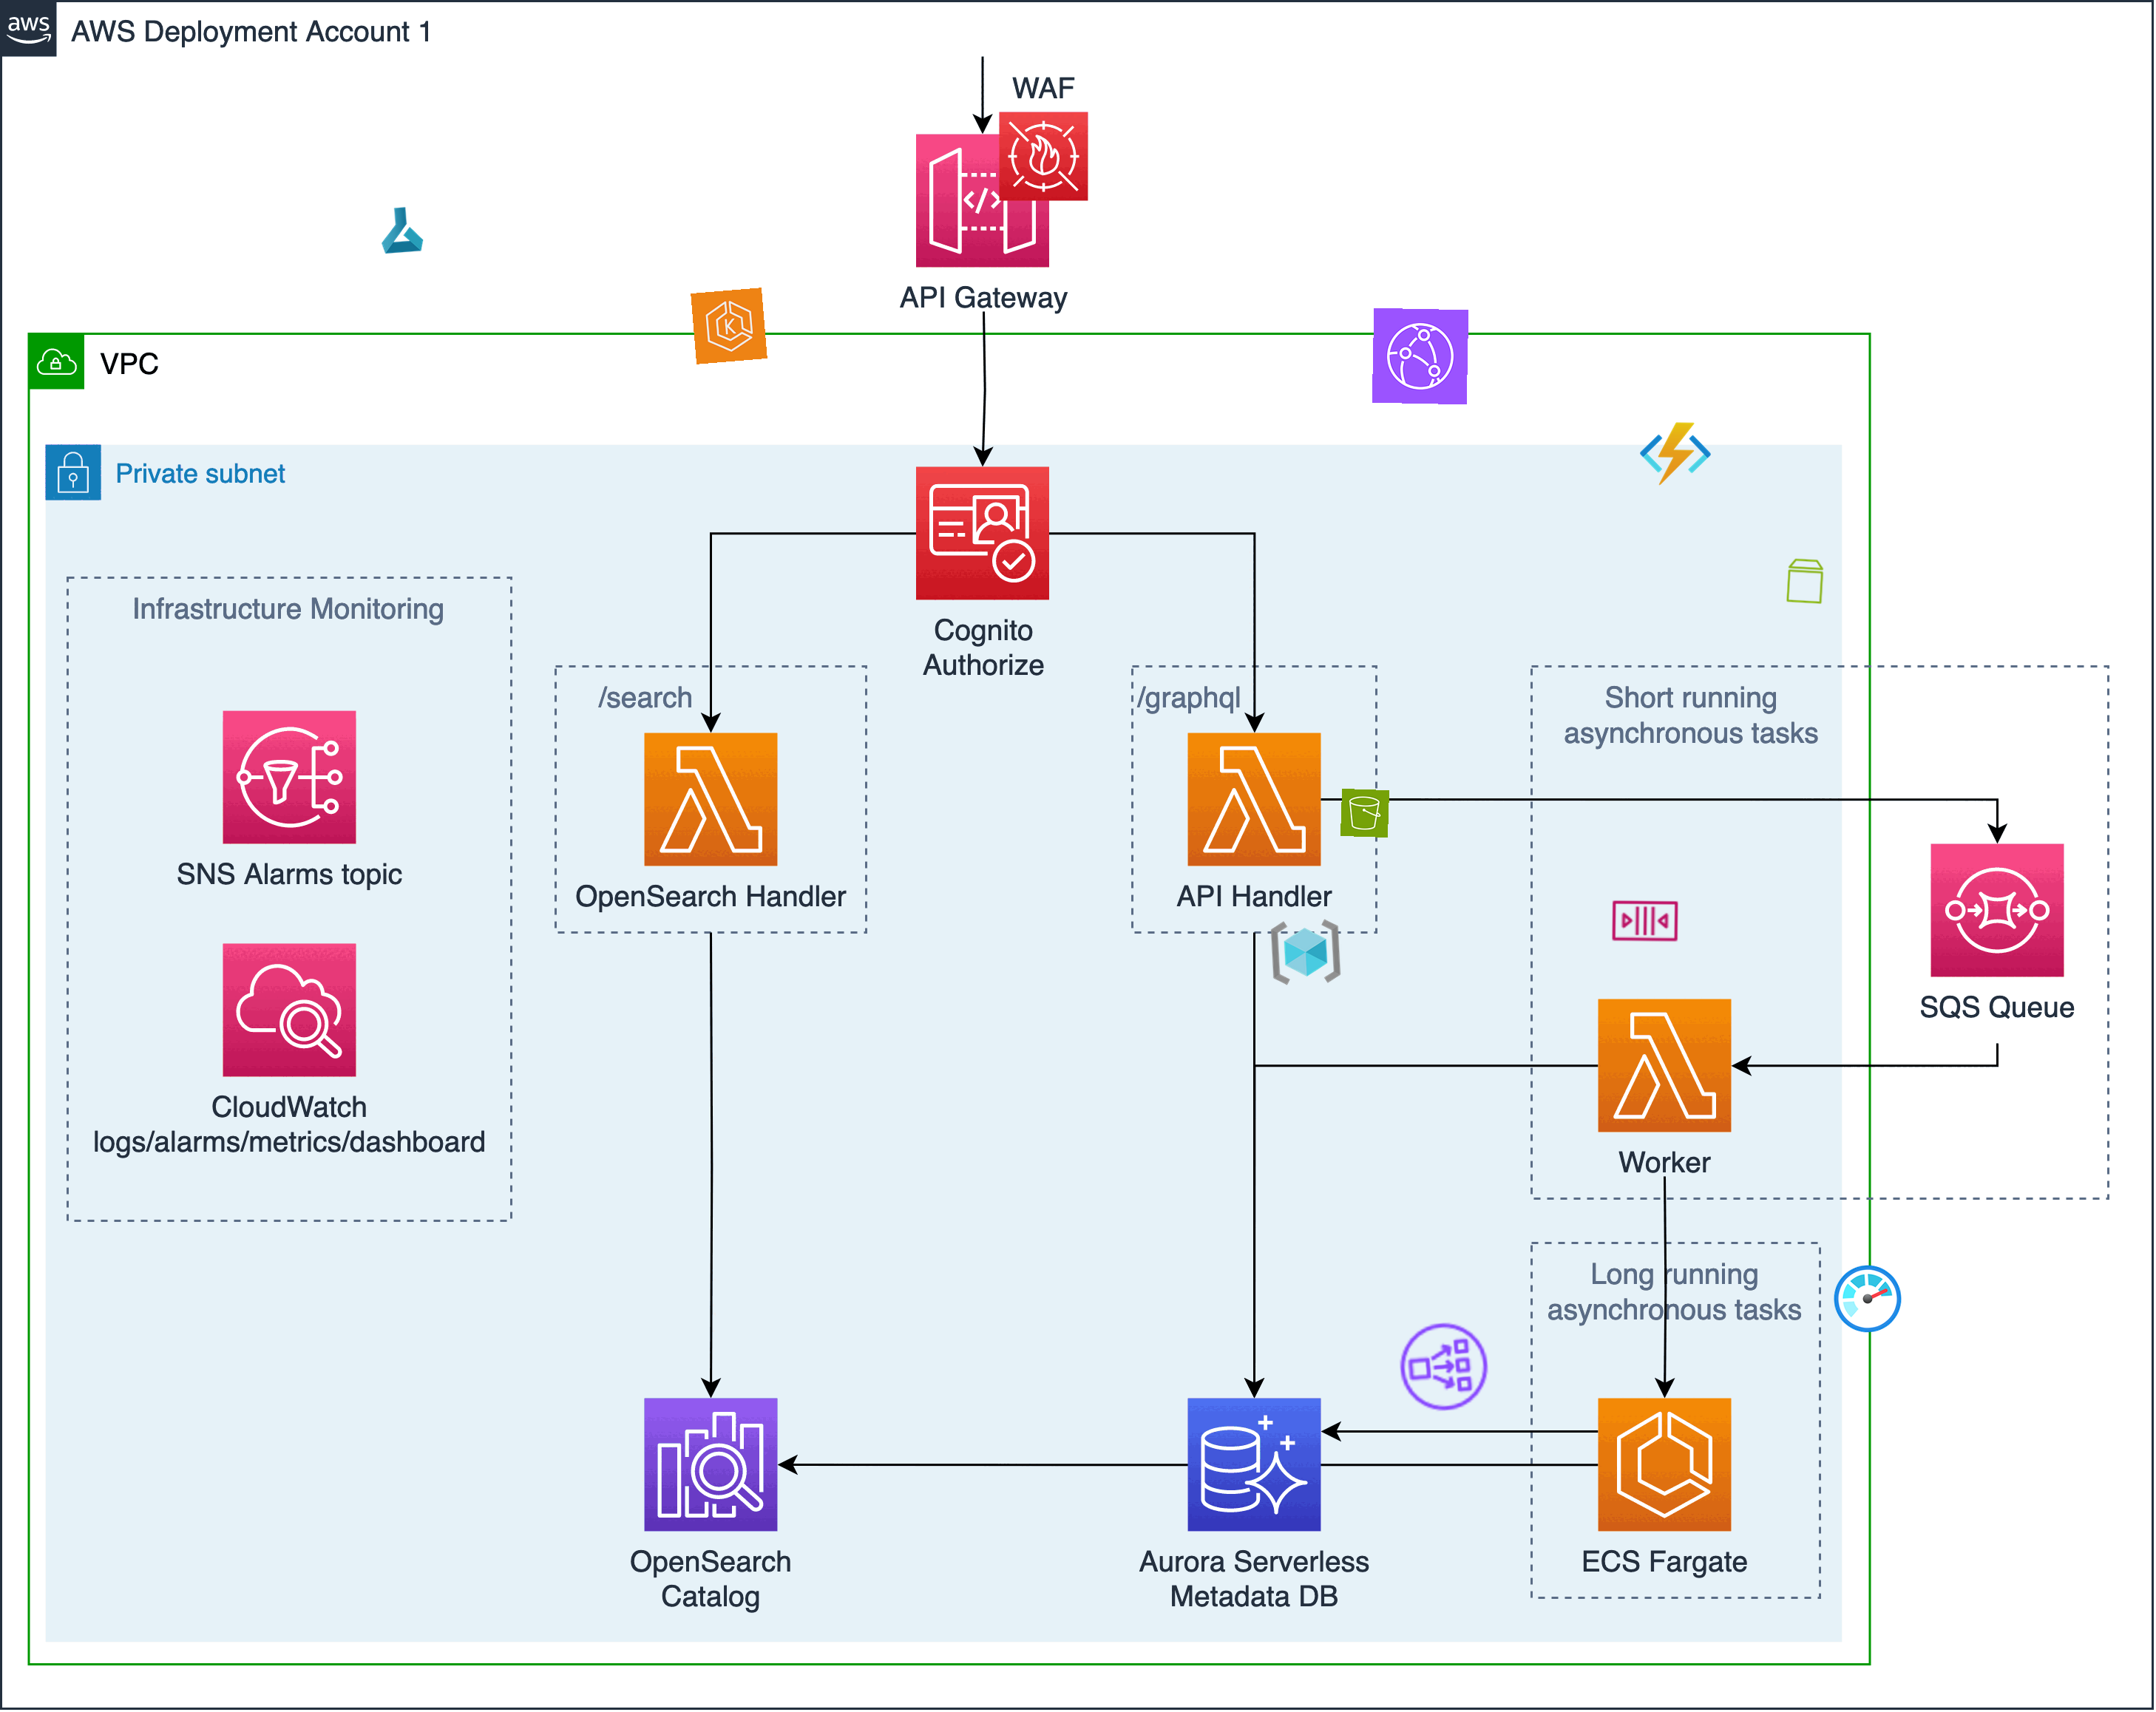 aws
AWS Deployment Account 1
WAF
API Gateway
K
VPC
Private subnet
Cognito
Authorize
Infrastructure Monitoring
/search
/graphql
Short running
asynchronous tasks
SNS Alarms topic
OpenSearch Handler
API Handler
SQS Queue
CloudWatch
logs/alarms/metrics/dashboard
Worker
Long running
asynchronous tasks
OpenSearch
Catalog
Aurora Serverless
Metadata DB
ECS Fargate